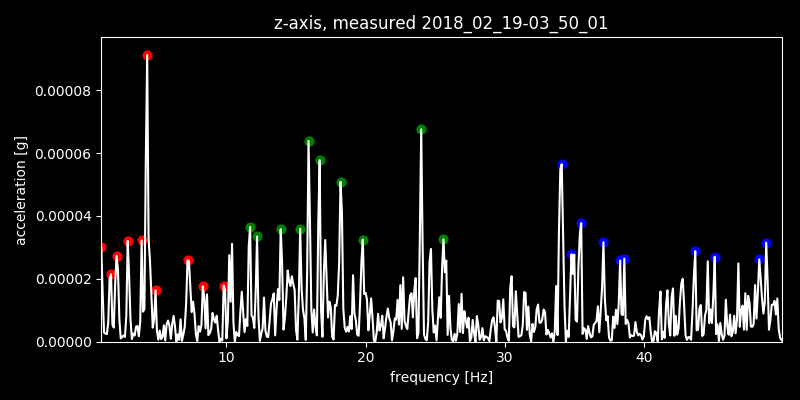 z-axis, measured 2018_02_19-03_50_01
0.00008
0.00006
0.00004
0.00002
0.00000
acceleration [g]
10 20 30 40
frequency [Hz]